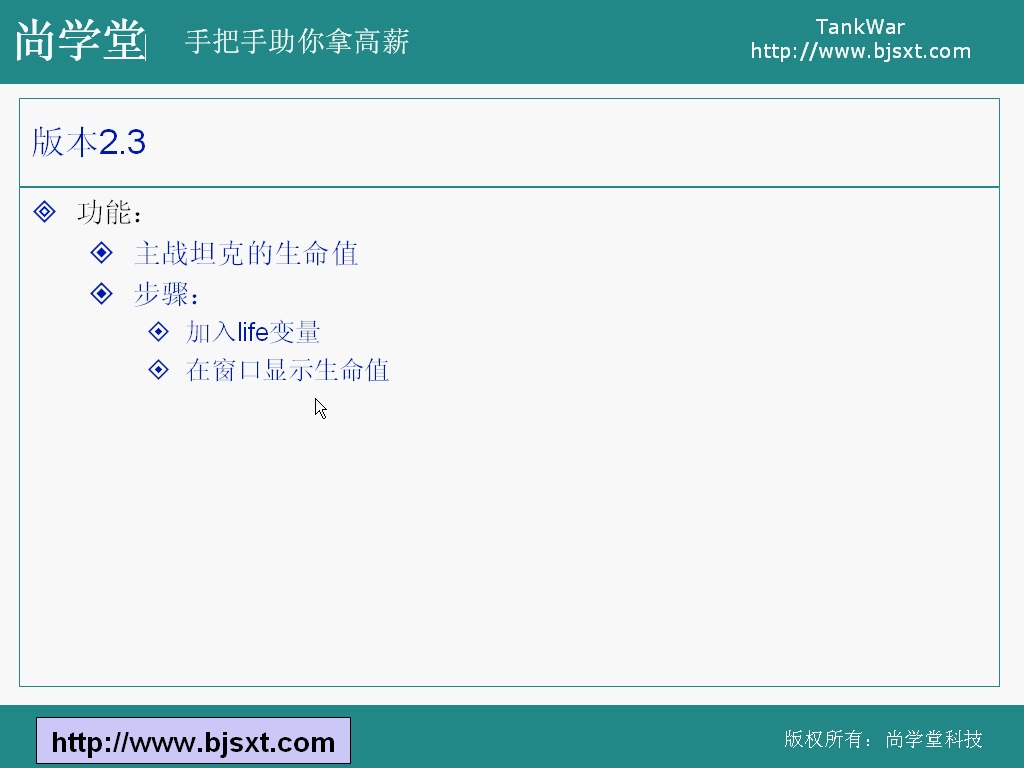 尚学堂
手把手助你拿高薪
TankWar
http://www.bjsxt.com
版本2.3
功能：
主战坦克的生命值
步骤：
加入life变量
在窗口显示生命值
http://www.bjsxt.com
版权所有：尚学堂科技